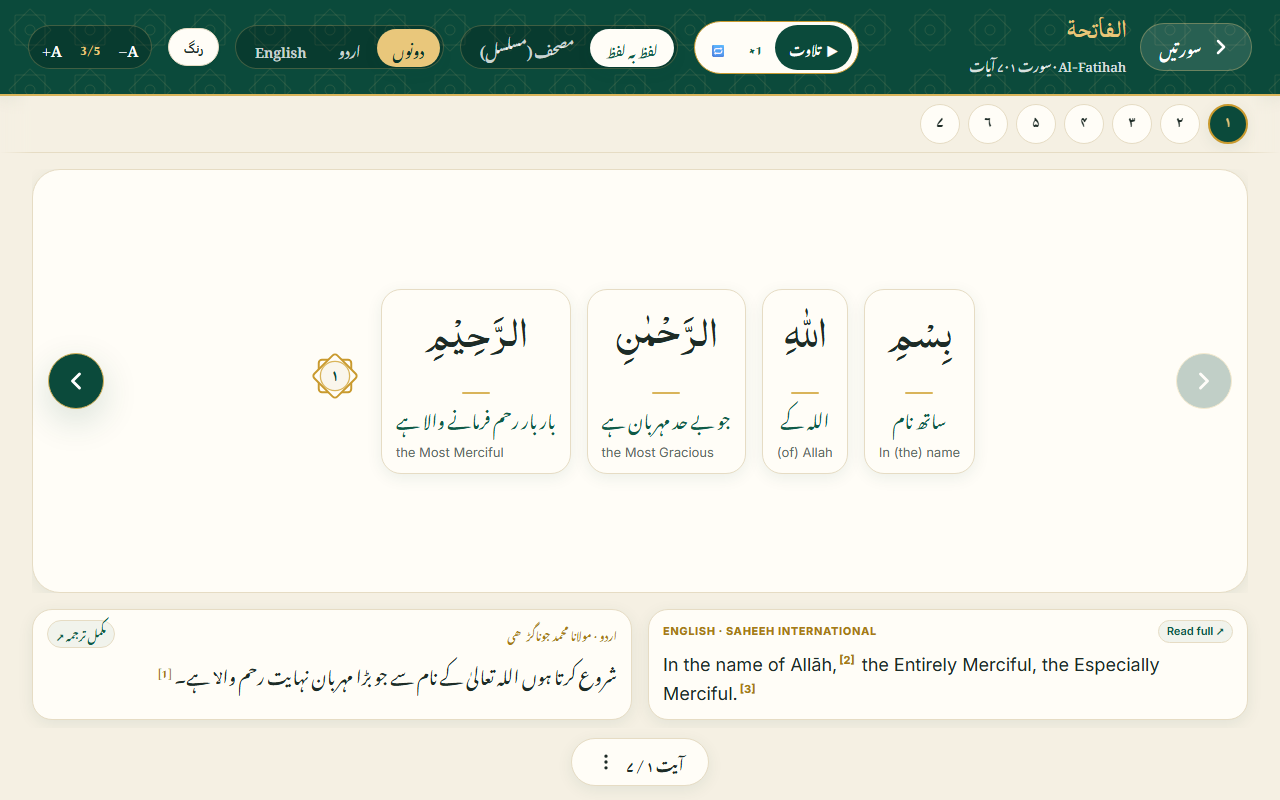 سورتیں
الفاتحة
Al-Fatihah · سورت ۱ · ۷ آیات
▶ تلاوت
لفظ بہ لفظ
مصحف (مسلسل)
دونوں
اردو
English
رنگ
A−
3/5
A+
۱ ۲ ۳ ۴ ۵ ٦ ۷
بِسْمِ اللّٰهِ الرَّحْمٰنِ الرَّحِيْمِ ۱
ساتھ نام
In (the) name
اللہ کے
(of) Allah
جو بے حد مہربان ہے
the Most Gracious
بار بار رحم فرمانے والا ہے
the Most Merciful
ENGLISH · SAHEEH INTERNATIONAL
Read full ↗
In the name of Allāh,[2] the Entirely Merciful, the Especially
Merciful.[3]
اردو · مولانا محمد جوناگڑھی
مکمل ترجمہ ↗
شروع کرتا ہوں اللہ تعالیٰ کے نام سے جو بڑا مہربان نہایت رحم والا ہے۔ [1]
آیت ۱ / ۷